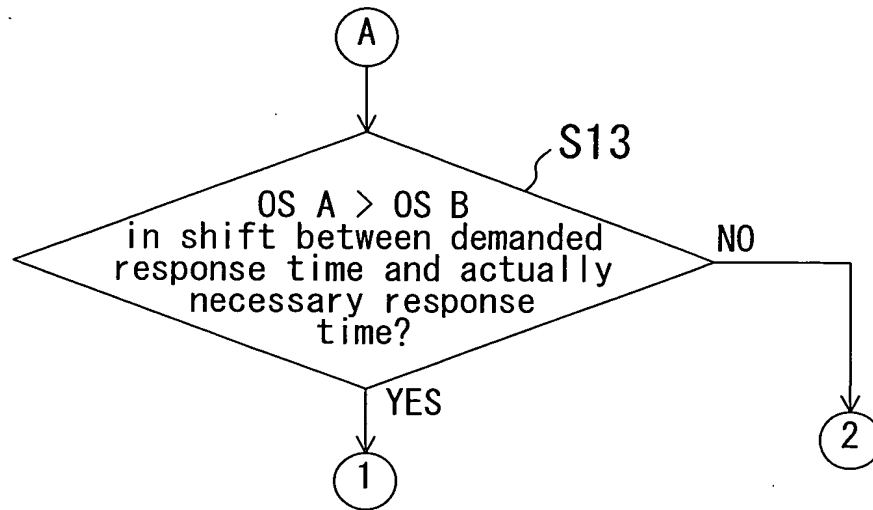 A
S13
OS A > OS B
in shift between demanded
response time and actually
necessary response
time?
NO
YES
2
1